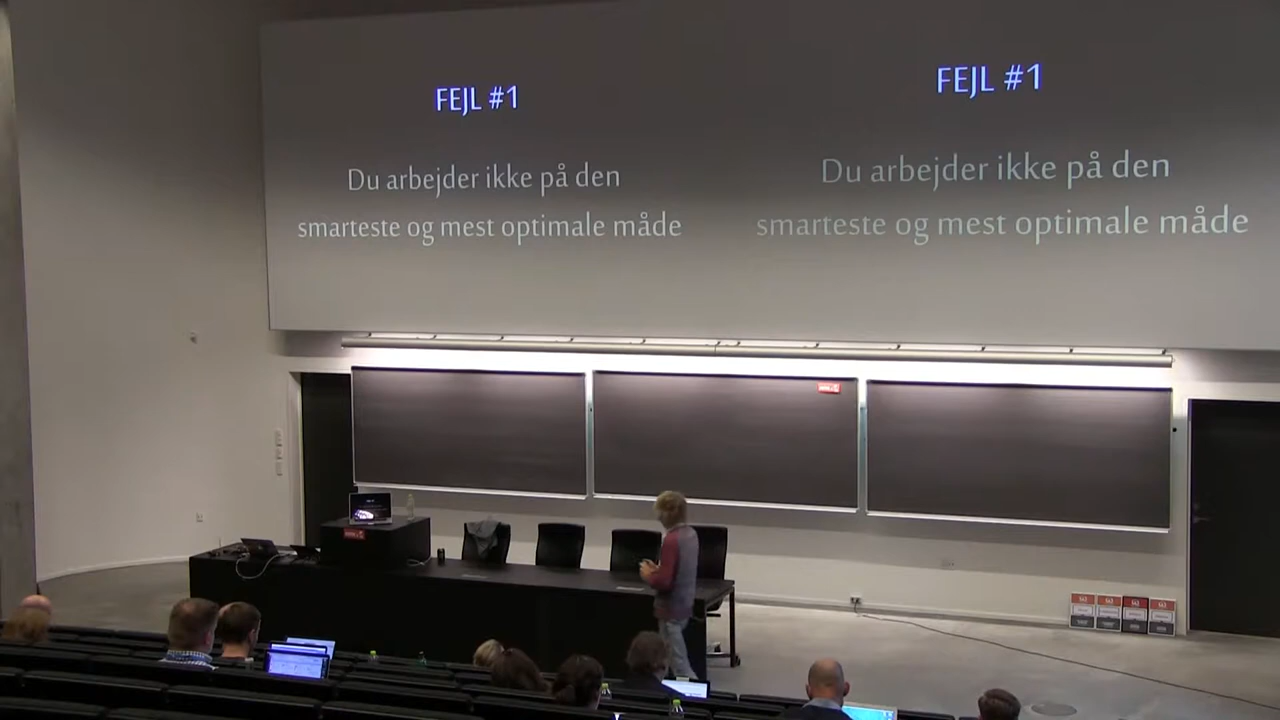 FEJL #1
Du arbejder ikke på den
smarteste og mest optimale måde
FEJL #1
Du arbejder ikke på den
smarteste og mest optimale måde